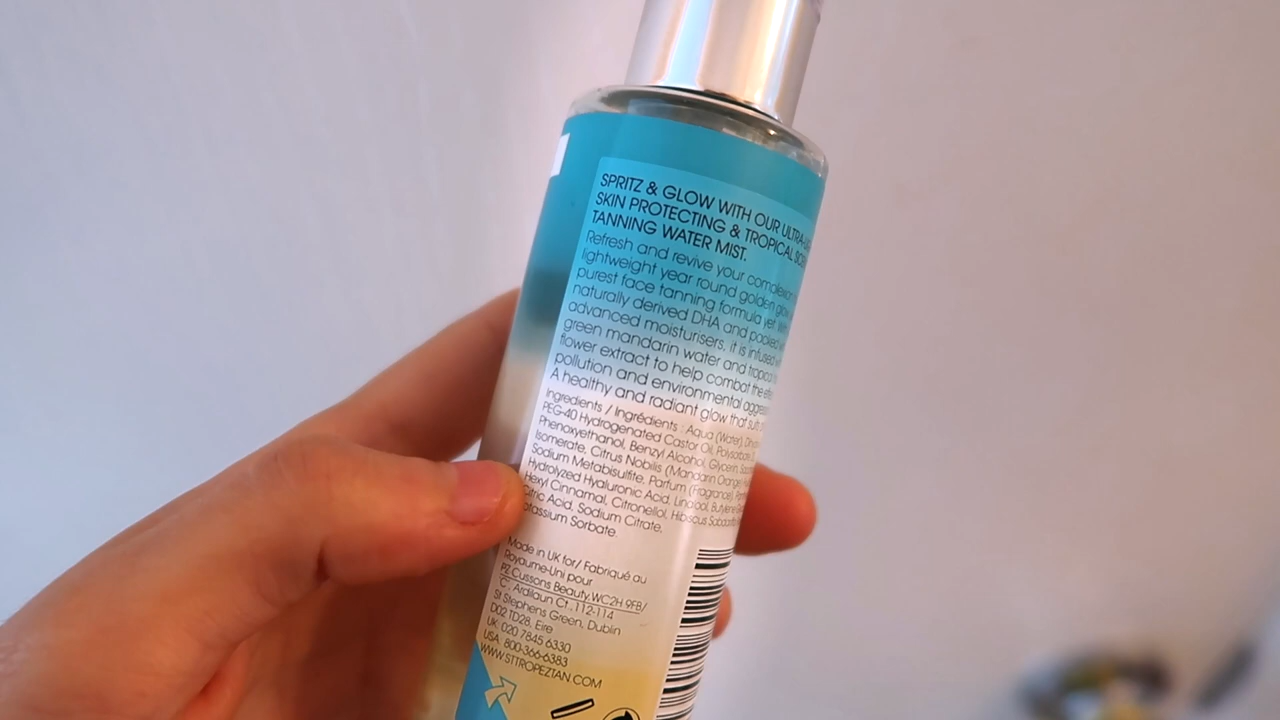 SPRITZ & GLOW WITH OUR ULTRA-
SKIN PROTECTING & TROPICAL
TANNING WATER MIST.
Refresh and revive your complexion
lightweight year round golden glow
purest face tanning formula yet.
naturally derived DHA and packed
advanced moisturisers, it is infused
green mandarin water and tropical
flower extract to help combat the
pollution and environmental
A healthy and radiant glow that suits
Ingredients / Ingrédients : Aqua (Water),
PEG-40 Hydrogenated Castor Oil,
Phenoxyethanol, Benzyl Alcohol, Glycerin,
Isomerate, Citrus Nobilis (Mandarin Orange)
Sodium Metabisulfite, Parfum (Fragrance),
Hydrolyzed Hyaluronic Acid, Linalool, Butylene
Hexyl Cinnamal, Citronellol, Hibiscus Sabdariffa
Citric Acid, Sodium Citrate,
Potassium Sorbate.
Made in UK for/ Fabriqué au
Royaume-Uni pour
PZ Cussons Beauty, WC2H 9FB/
C', Ardilaun Ct., 112-114
St Stephens Green, Dublin
D02 TD28, Eire
UK: 020 7845 6330
USA: 800-366-6383
WWW.STTROPEZTAN.COM